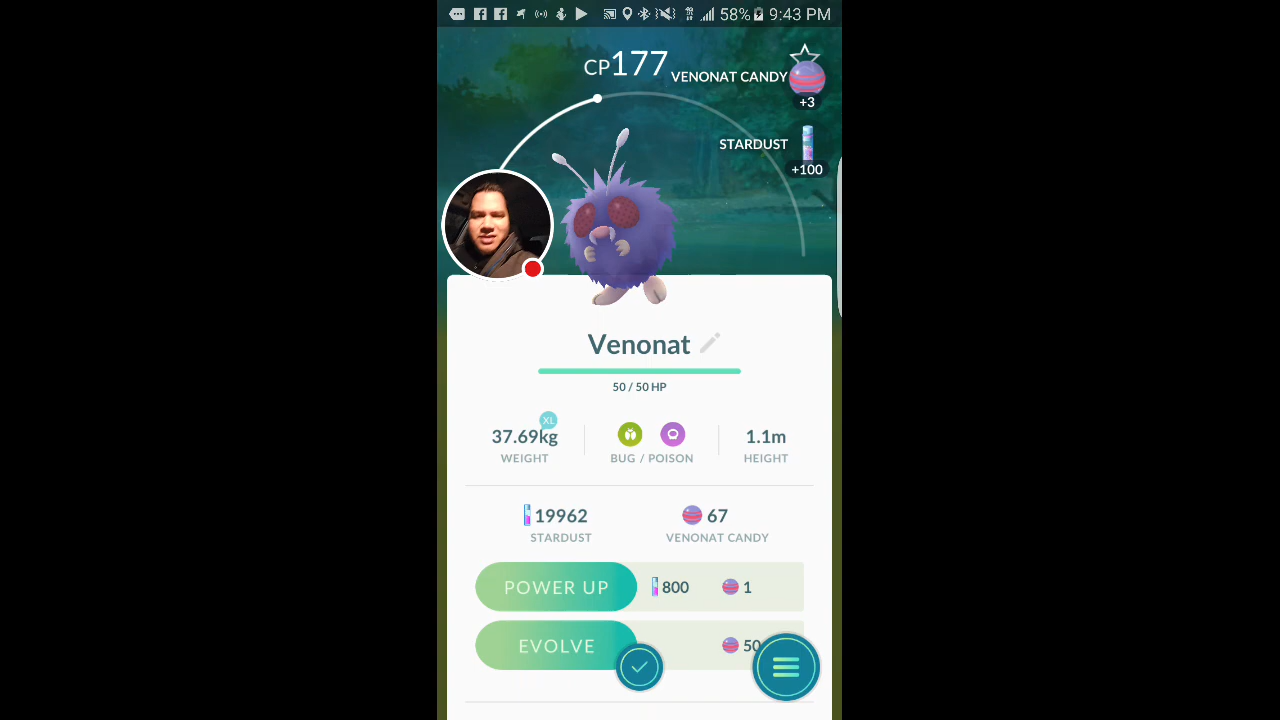 58% 9:43 PM
CP177
VENONAT CANDY
+3
STARDUST
+100
Venonat
50 / 50 HP
XL
37.69kg
WEIGHT
BUG / POISON
1.1m
HEIGHT
19962
STARDUST
67
VENONAT CANDY
POWER UP 800 1
EVOLVE 50